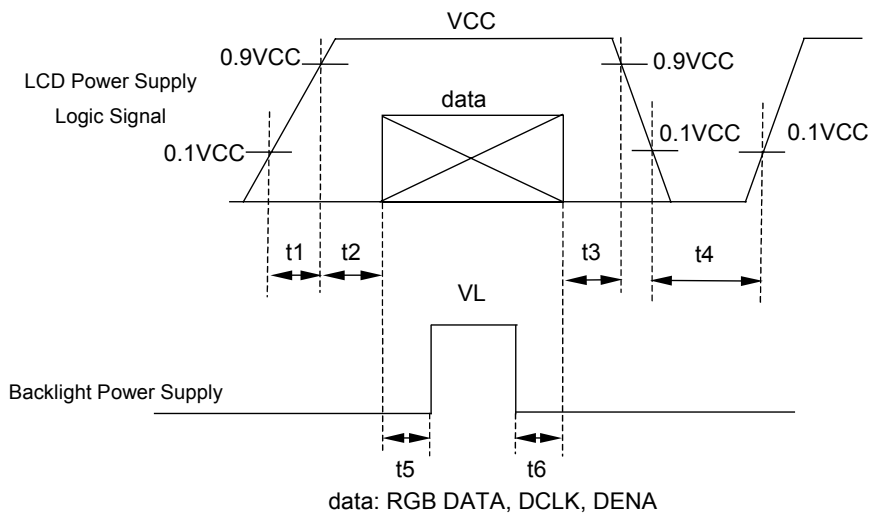 VCC
0.9VCC
0.9VCC
LCD Power Supply
Logic Signal
data
0.1VCC
0.1VCC
0.1VCC
t1
t2
t3
t4
VL
Backlight Power Supply
t5
t6
data: RGB DATA, DCLK, DENA